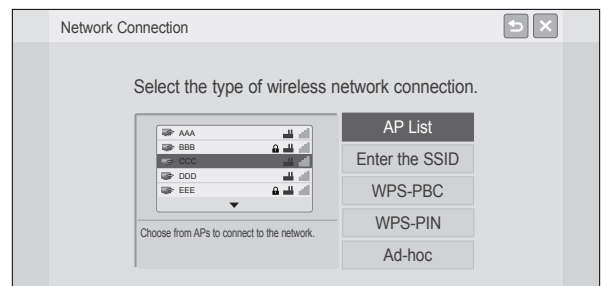 Network Connection
Select the type of wireless network connection.
AAA
BBB
CCC
DDD
EEE
Choose from APs to connect to the network.
AP List
Enter the SSID
WPS-PBC
WPS-PIN
Ad-hoc